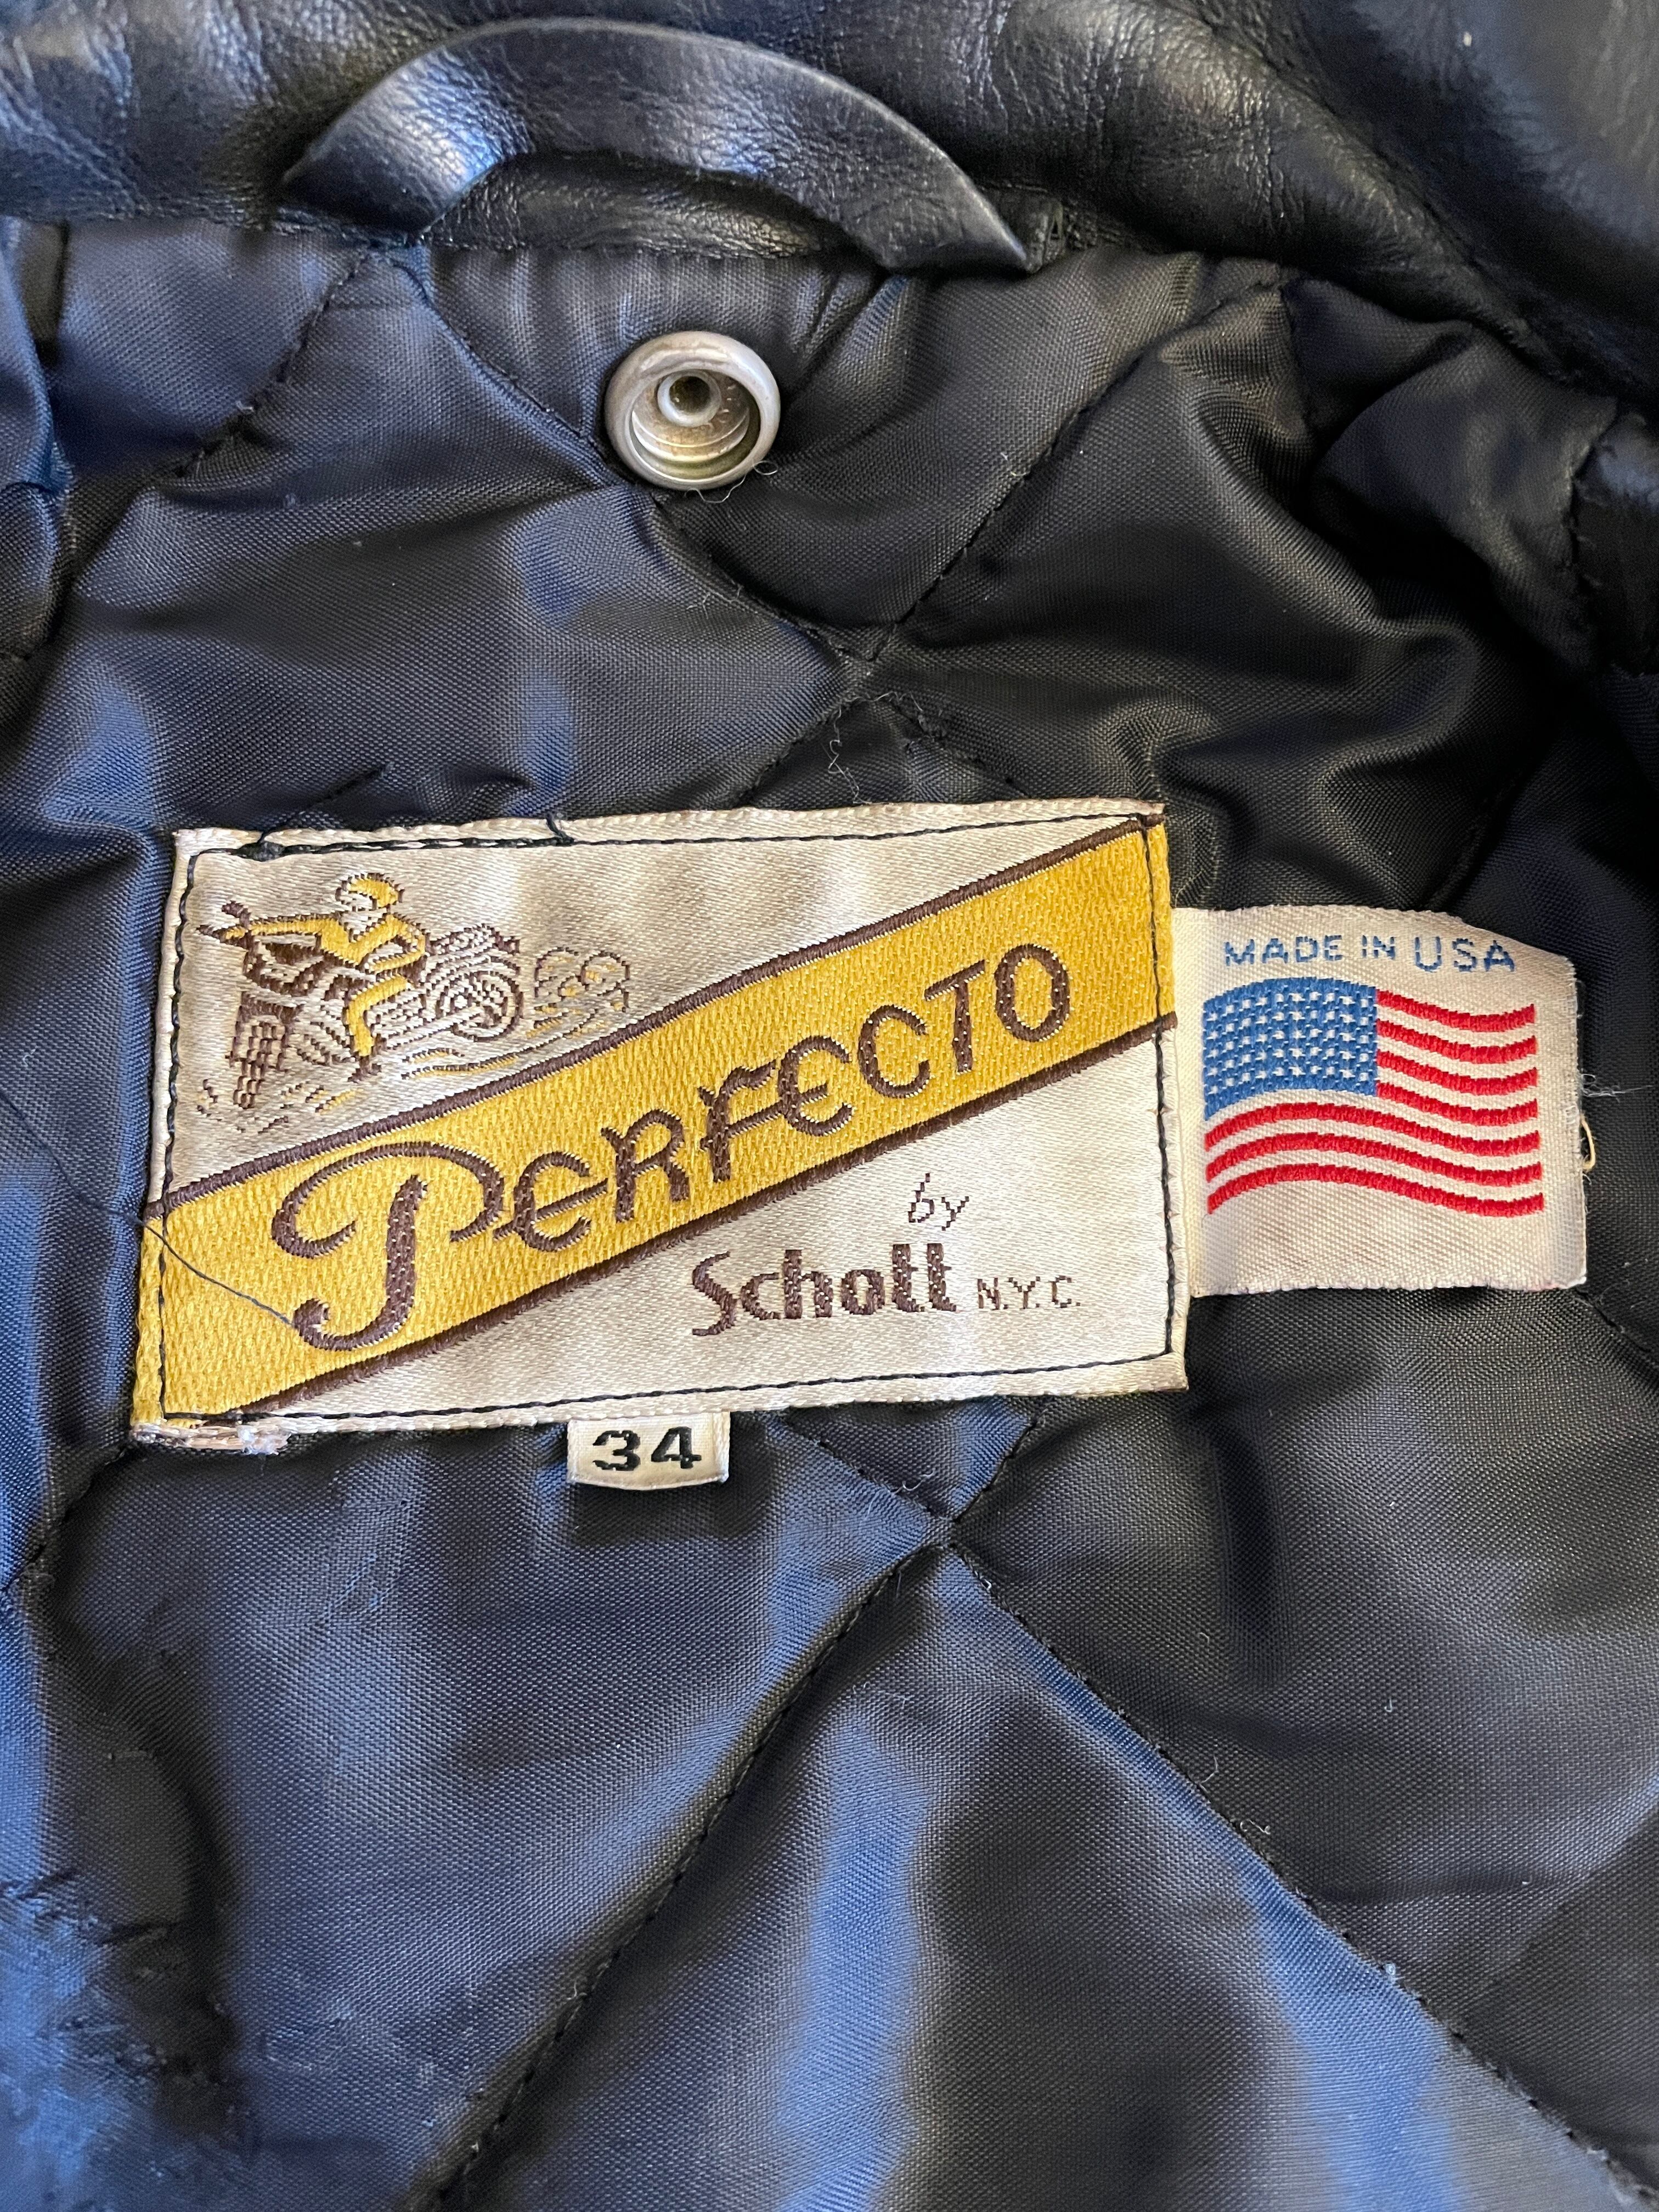 PERFECTO
by
Schott N.Y.C.
MADE IN USA
34